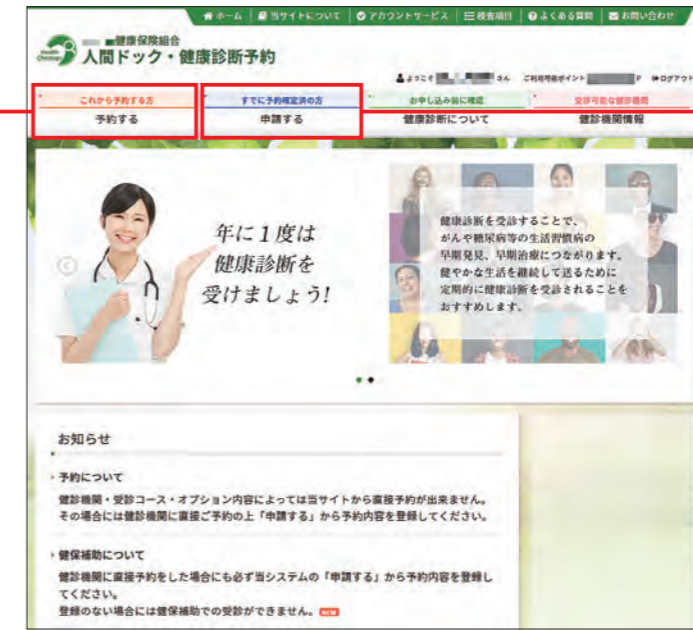 ホーム 当サイトについて アカウントサービス 検査項目 よくある質問 お問い合わせ
健康保険組合
Health Checkup 人間ドック・健康診断予約
ようこそ さん ご利用可能ポイント P ログアウト
これから予約する方 すでに予約確定済の方 お申し込み前に確認 受診可能な健診機関
予約する 申請する 健康診断について 健診機関情報
年に1度は
健康診断を
受けましょう!
健康診断を受診することで、
がんや糖尿病等の生活習慣病の
早期発見、早期治療につながります。
健やかな生活を継続して送るために
定期的に健康診断を受診されることを
おすすめします。
お知らせ
予約について
健診機関・受診コース・オプション内容によっては当サイトから直接予約が出来ません。
その場合には健診機関に直接ご予約の上「申請する」から予約内容を登録してください。
健保補助について
健診機関に直接予約をした場合にも必ず当システムの「申請する」から予約内容を登録し
てください。
登録のない場合には健保補助での受診ができません。 NEW